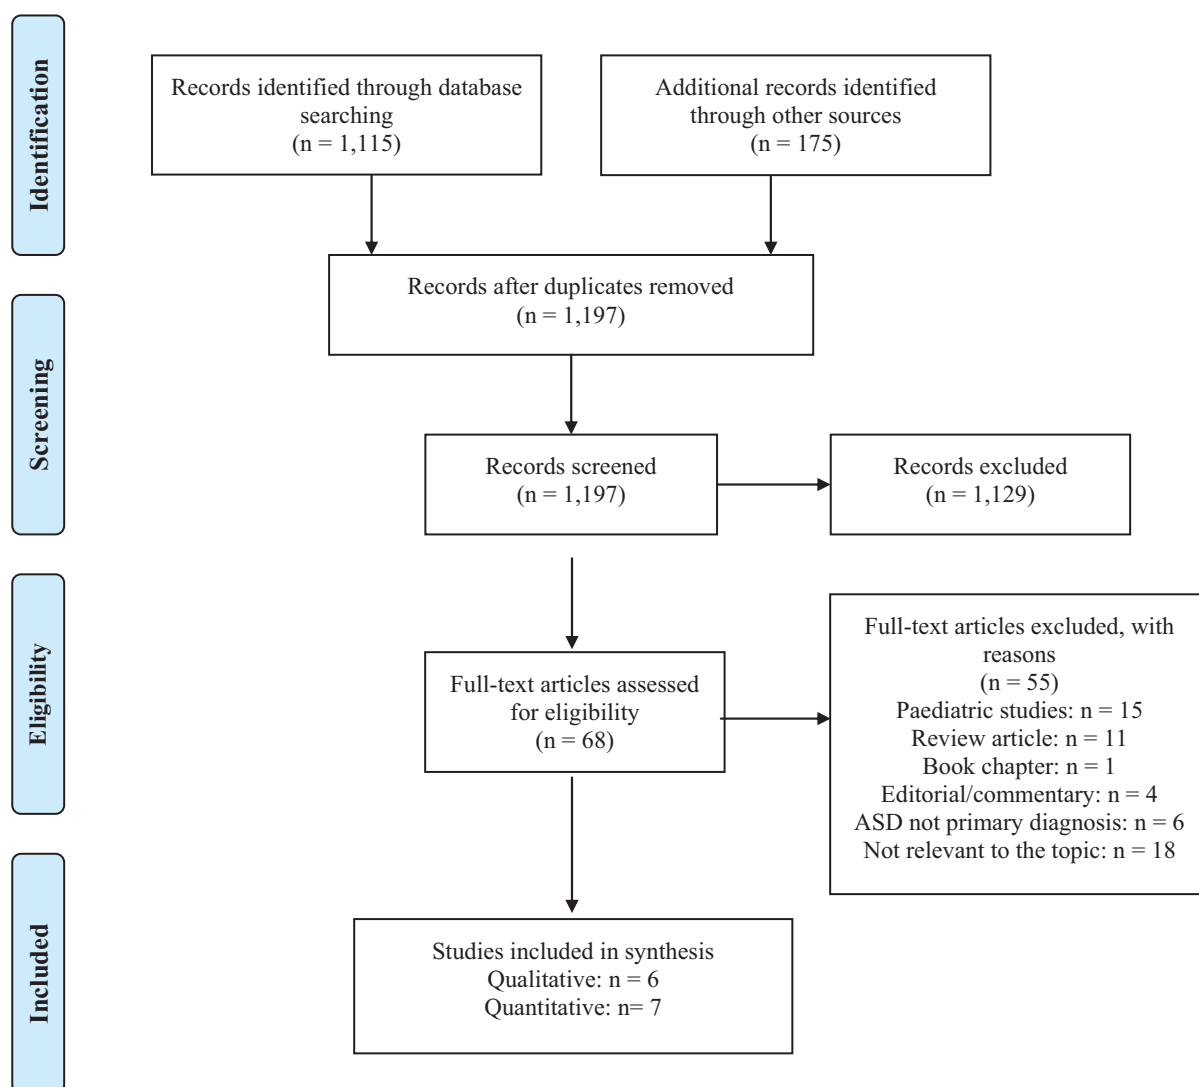 Identification
Records identified through database
searching
(n = 1,115)
Additional records identified
through other sources
(n = 175)
Records after duplicates removed
(n = 1,197)
Screening
Records screened
(n = 1,197)
Records excluded
(n = 1,129)
Eligibility
Full-text articles assessed
for eligibility
(n = 68)
Full-text articles excluded, with
reasons
(n = 55)
Paediatric studies: n = 15
Review article: n = 11
Book chapter: n = 1
Editorial/commentary: n = 4
ASD not primary diagnosis: n = 6
Not relevant to the topic: n = 18
Included
Studies included in synthesis
Qualitative: n = 6
Quantitative: n= 7